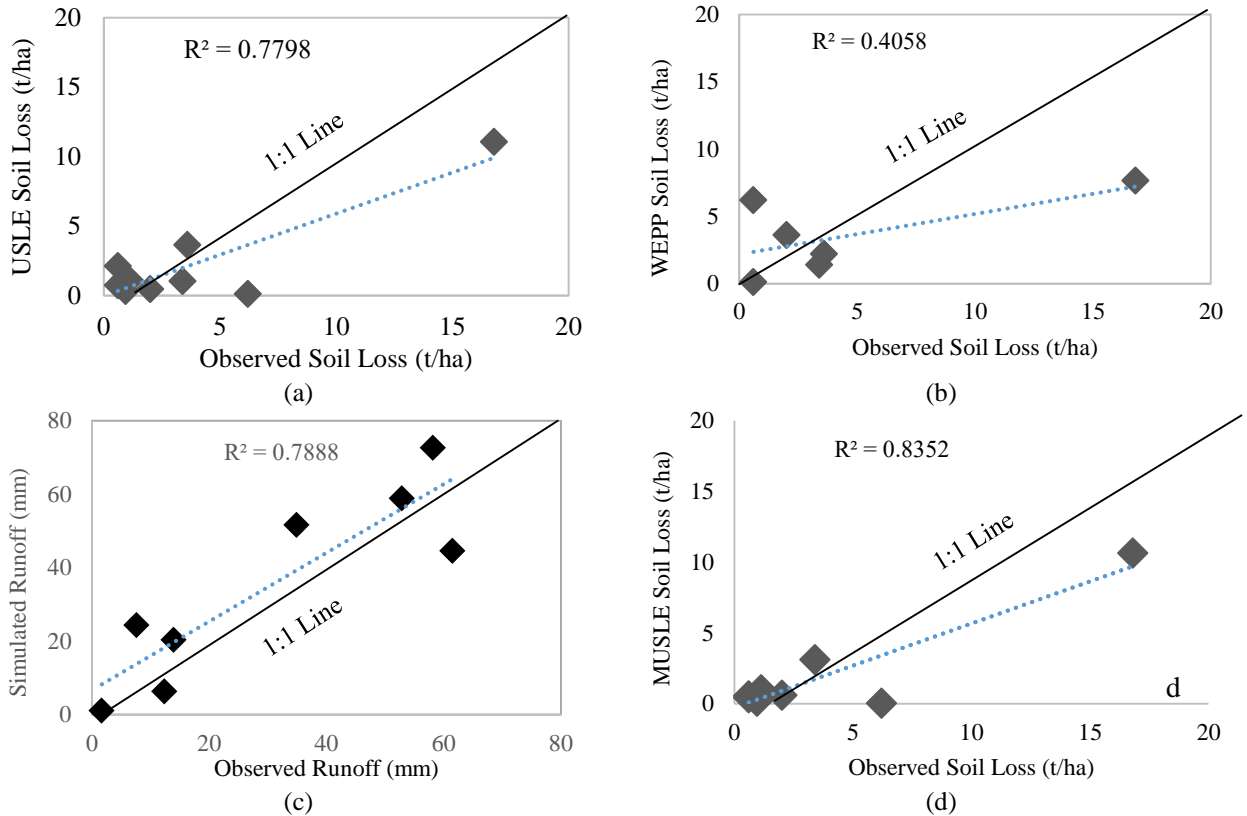 USLE Soil Loss (t/ha)
20
15
10
5
0
R² = 0.7798
1:1 Line
0 5 10 15 20
Observed Soil Loss (t/ha)
(a)
WEPP Soil Loss (t/ha)
20
15
10
5
0
R² = 0.4058
1:1 Line
0 5 10 15 20
Observed Soil Loss (t/ha)
(b)
Simulated Runoff (mm)
80
60
40
20
0
R² = 0.7888
1:1 Line
0 20 40 60 80
Observed Runoff (mm)
(c)
MUSLE Soil Loss (t/ha)
20
15
10
5
0
R² = 0.8352
1:1 Line
d
0 5 10 15 20
Observed Soil Loss (t/ha)
(d)